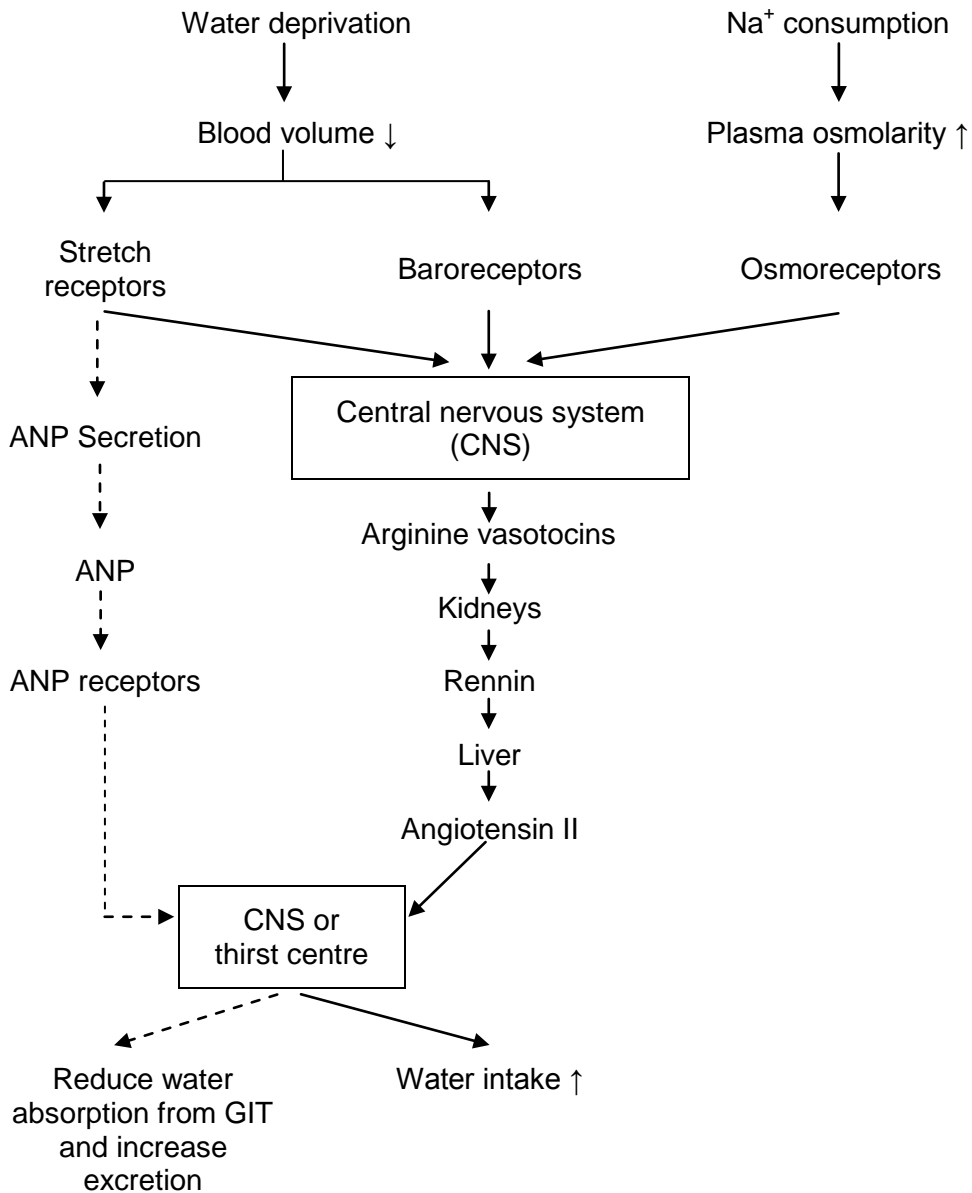 Water deprivation
Na⁺ consumption
Blood volume ↓
Plasma osmolarity ↑
Stretch
receptors
Baroreceptors
Osmoreceptors
Central nervous system
(CNS)
ANP Secretion
Arginine vasotocins
ANP
Kidneys
ANP receptors
Rennin
Liver
Angiotensin II
CNS or
thirst centre
Reduce water
absorption from GIT
and increase
excretion
Water intake ↑